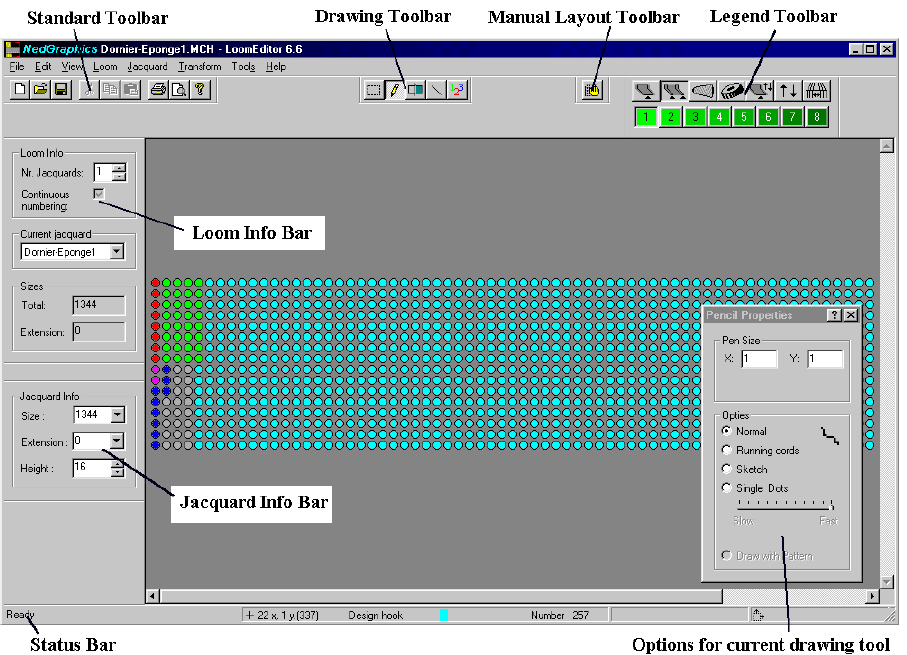 Standard Toolbar
Drawing Toolbar
Manual Layout Toolbar
Legend Toolbar
NedGraphics Dornier-Eponge1.MCH - LoomEditor 6.6
File Edit View Loom Jacquard Transform Tools Help
1 2 3
1 2 3 4 5 6 7 8
Loom Info
Nr. Jacquards: 1
Continuous
numbering:
Loom Info Bar
Current jacquard
Dornier-Eponge1
Sizes
Total: 1344
Extension: 0
Pencil Properties
Pen Size
X: 1 Y: 1
Jacquard Info
Size : 1344
Extension : 0
Height : 16
Jacquard Info Bar
Opties
Normal
Running cords
Sketch
Single Dots
Slow Fast
Draw with Pattern
Ready
+ 22 x, 1 y (337) Design hook Number 257
Status Bar
Options for current drawing tool